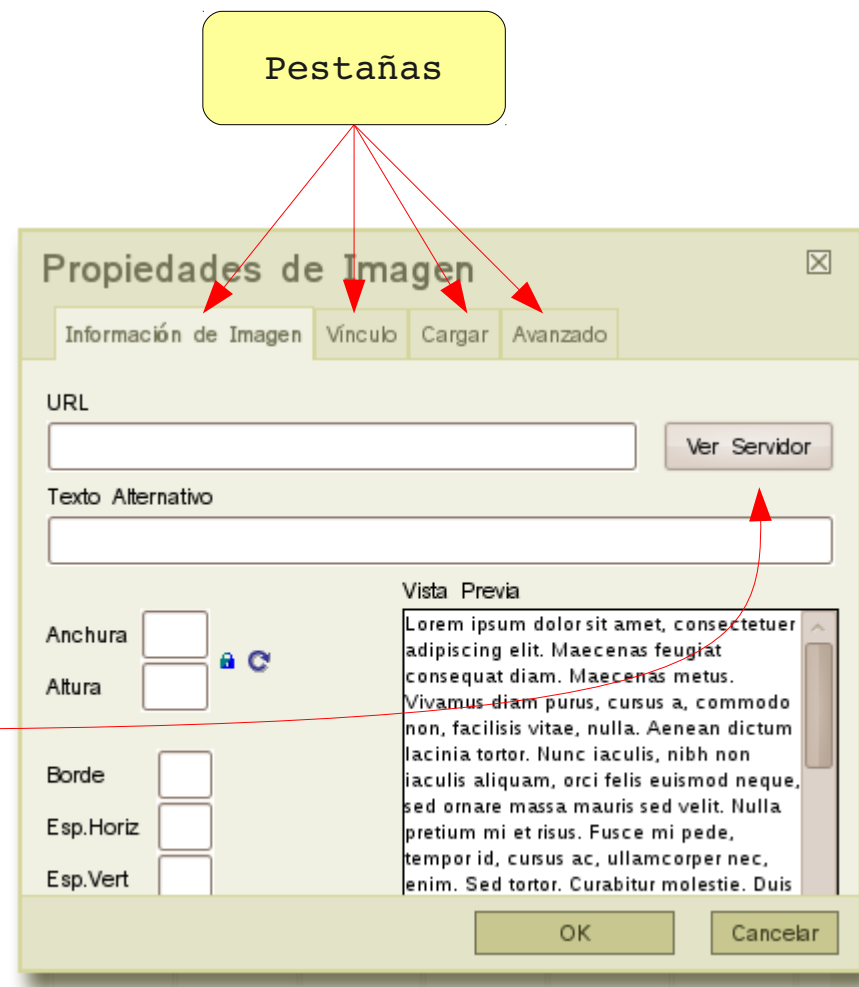 Pestañas
Propiedades de Imagen
Información de Imagen Vínculo Cargar Avanzado
URL
Ver Servidor
Texto Alternativo
Vista Previa
Anchura
Altura
Borde
Esp.Horiz
Esp.Vert
Lorem ipsum dolor sit amet, consectetuer
adipiscing elit. Maecenas feugiat
consequat diam. Maecenas metus.
Vivamus diam purus, cursus a, commodo
non, facilisis vitae, nulla. Aenean dictum
lacinia tortor. Nunc iaculis, nibh non
iaculis aliquam, orci felis euismod neque,
sed ornare massa mauris sed velit. Nulla
pretium mi et risus. Fusce mi pede,
tempor id, cursus ac, ullamcorper nec,
enim. Sed tortor. Curabitur molestie. Duis
OK
Cancelar